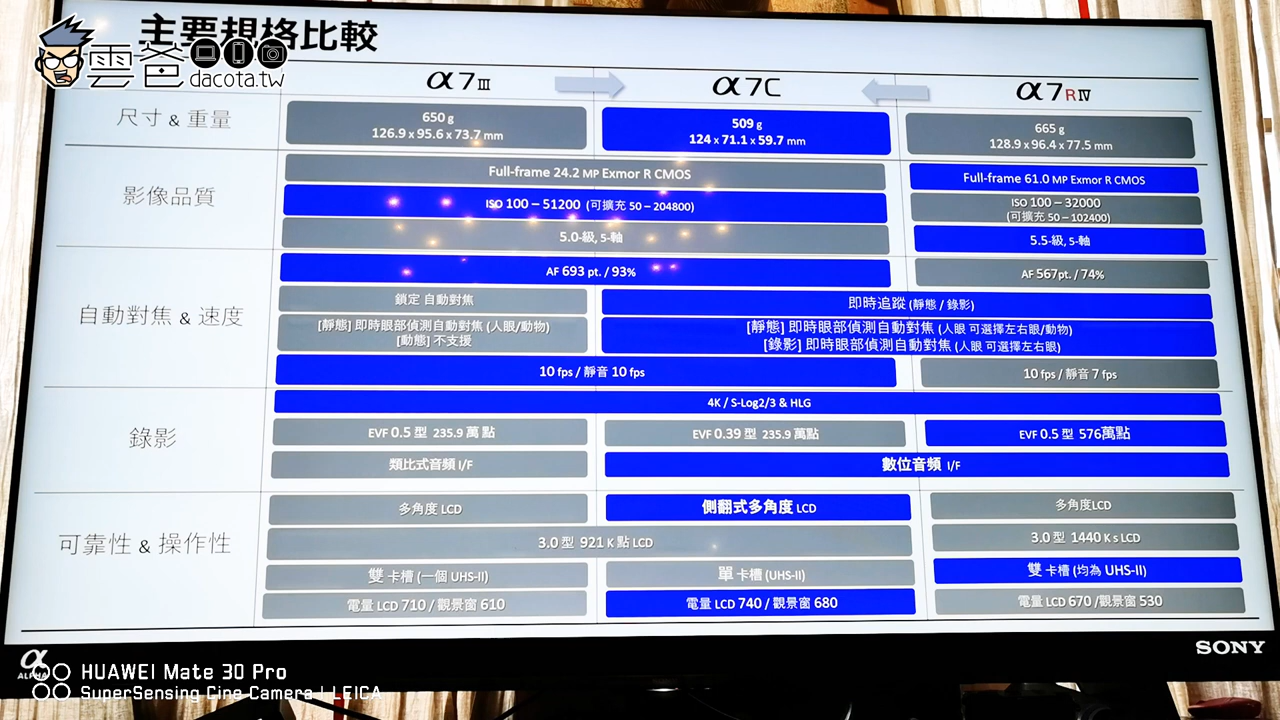 主要規格比較
雲爸
dacota.tw
α7III
α7C
α7RIV
尺寸 & 重量
650 g
126.9 x 95.6 x 73.7 mm
509 g
124 x 71.1 x 59.7 mm
665 g
128.9 x 96.4 x 77.5 mm
影像品質
Full-frame 24.2 MP Exmor R CMOS
Full-frame 61.0 MP Exmor R CMOS
ISO 100 – 51200 (可擴充 50 – 204800)
ISO 100 – 32000
(可擴充 50 – 102400)
5.0-級, 5-軸
5.5-級, 5-軸
自動對焦 & 速度
AF 693 pt. / 93%
AF 567pt. / 74%
鎖定 自動對焦
即時追蹤 (靜態 / 錄影)
[靜態] 即時眼部偵測自動對焦 (人眼/動物)
[動態] 不支援
[靜態] 即時眼部偵測自動對焦 (人眼 可選擇左右眼/動物)
[錄影] 即時眼部偵測自動對焦 (人眼 可選擇左右眼)
10 fps / 靜音 10 fps
10 fps / 靜音 7 fps
錄影
4K / S-Log2/3 & HLG
EVF 0.5 型 235.9 萬點
EVF 0.39 型 235.9 萬點
EVF 0.5 型 576萬點
類比式音頻 I/F
數位音頻 I/F
可靠性 & 操作性
多角度 LCD
側翻式多角度 LCD
多角度LCD
3.0 型 921 K 點 LCD
3.0 型 1440 K s LCD
雙 卡槽 (一個 UHS-II)
單 卡槽 (UHS-II)
雙 卡槽 (均為 UHS-II)
電量 LCD 710 / 觀景窗 610
電量 LCD 740 / 觀景窗 680
電量 LCD 670 /觀景窗 530
SONY
α
ALPHA
HUAWEI Mate 30 Pro
SuperSensing Cine Camera | LEICA